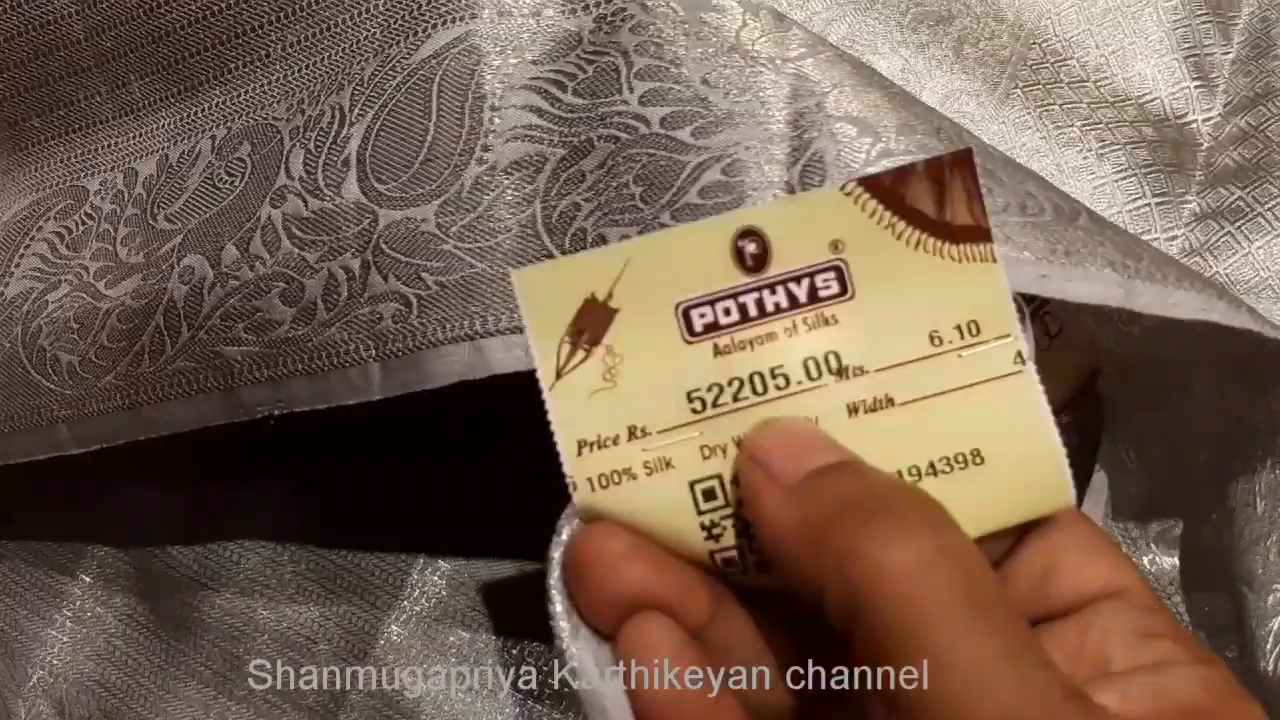 POTHYS ®
Aalayam of Silks
Price Rs. 52205.00 Mts. 6.10
100% Silk Dry Width 4
194398
Shanmugapriya Karthikeyan channel